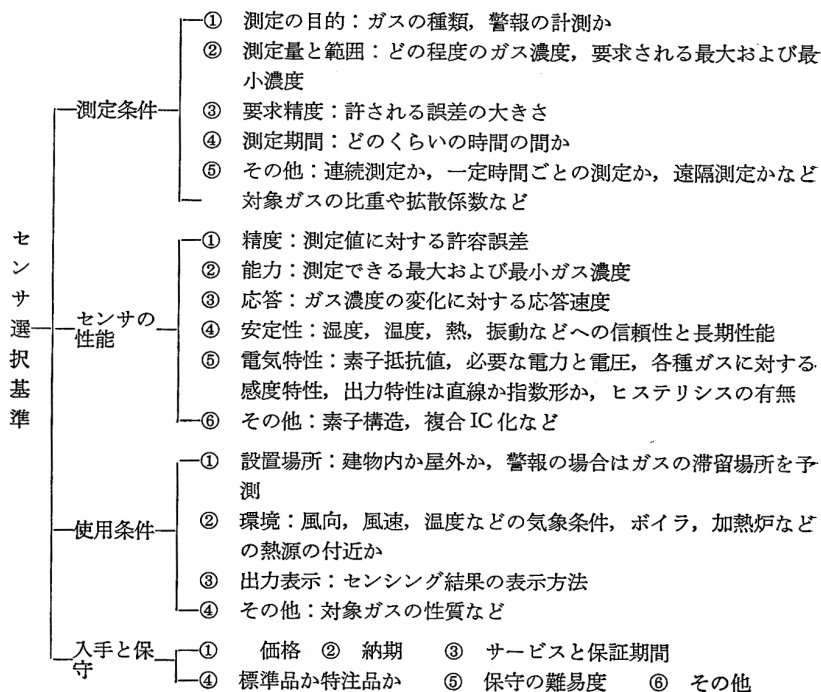 ① 測定の目的：ガスの種類，警報の計測か
② 測定量と範囲：どの程度のガス濃度，要求される最大および最
小濃度
測定条件
③ 要求精度：許される誤差の大きさ
④ 測定期間：どのくらいの時間の間か
⑤ その他：連続測定か，一定時間ごとの測定か，遠隔測定かなど
対象ガスの比重や拡散係数など
センサ選択基準
① 精度：測定値に対する許容誤差
② 能力：測定できる最大および最小ガス濃度
③ 応答：ガス濃度の変化に対する応答速度
センサの
性能
④ 安定性：湿度，温度，熱，振動などへの信頼性と長期性能
⑤ 電気特性：素子抵抗値，必要な電力と電圧，各種ガスに対する
感度特性，出力特性は直線か指数形か，ヒステリシスの有無
⑥ その他：素子構造，複合IC化など
① 設置場所：建物内か屋外か，警報の場合はガスの滞留場所を予
測
使用条件
② 環境：風向，風速，温度などの気象条件，ボイラ，加熱炉など
の熱源の付近か
③ 出力表示：センシング結果の表示方法
④ その他：対象ガスの性質など
入手と保
守
① 価格 ② 納期 ③ サービスと保証期間
④ 標準品か特注品か ⑤ 保守の難易度 ⑥ その他